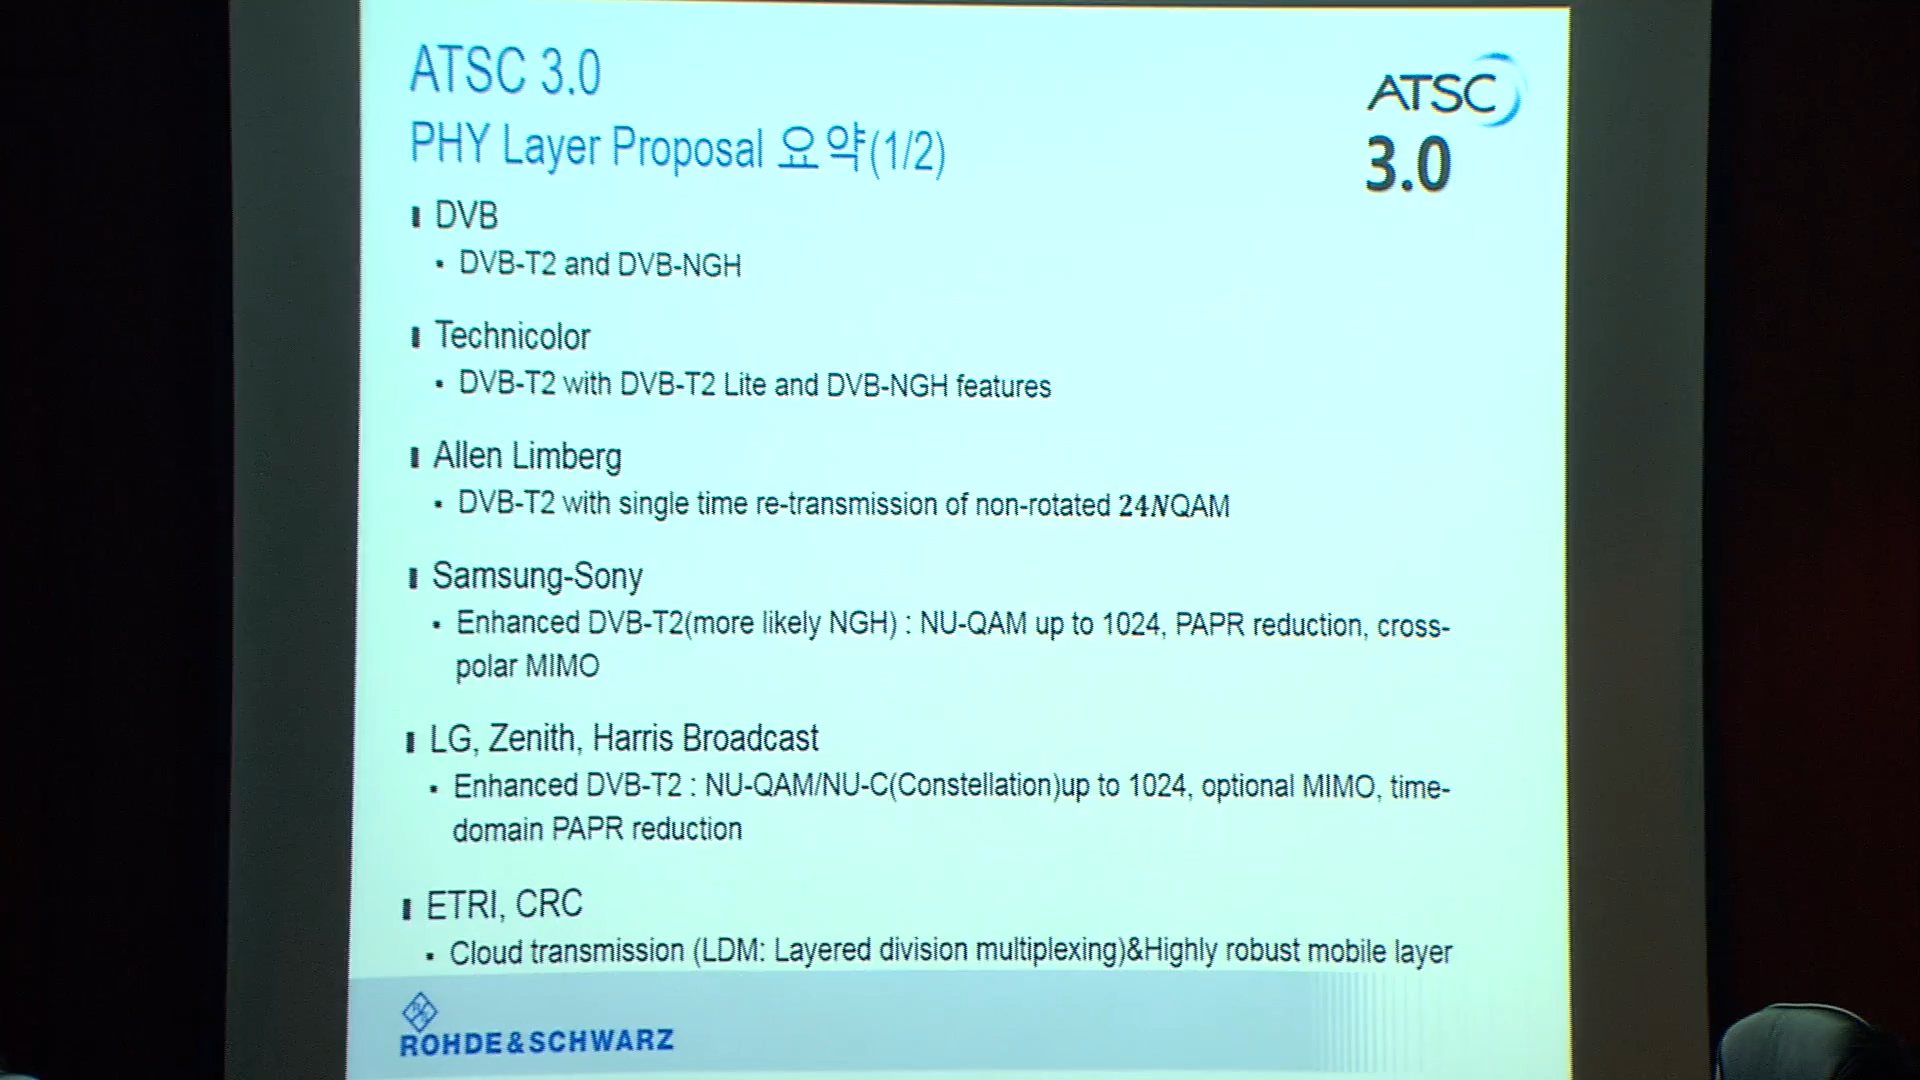 ATSC 3.0
PHY Layer Proposal 요약(1/2)
ATSC
3.0
DVB
DVB-T2 and DVB-NGH
Technicolor
DVB-T2 with DVB-T2 Lite and DVB-NGH features
Allen Limberg
DVB-T2 with single time re-transmission of non-rotated 24NQAM
Samsung-Sony
Enhanced DVB-T2(more likely NGH) : NU-QAM up to 1024, PAPR reduction, cross-
polar MIMO
LG, Zenith, Harris Broadcast
Enhanced DVB-T2 : NU-QAM/NU-C(Constellation)up to 1024, optional MIMO, time-
domain PAPR reduction
ETRI, CRC
Cloud transmission (LDM: Layered division multiplexing)&Highly robust mobile layer
ROHDE&SCHWARZ